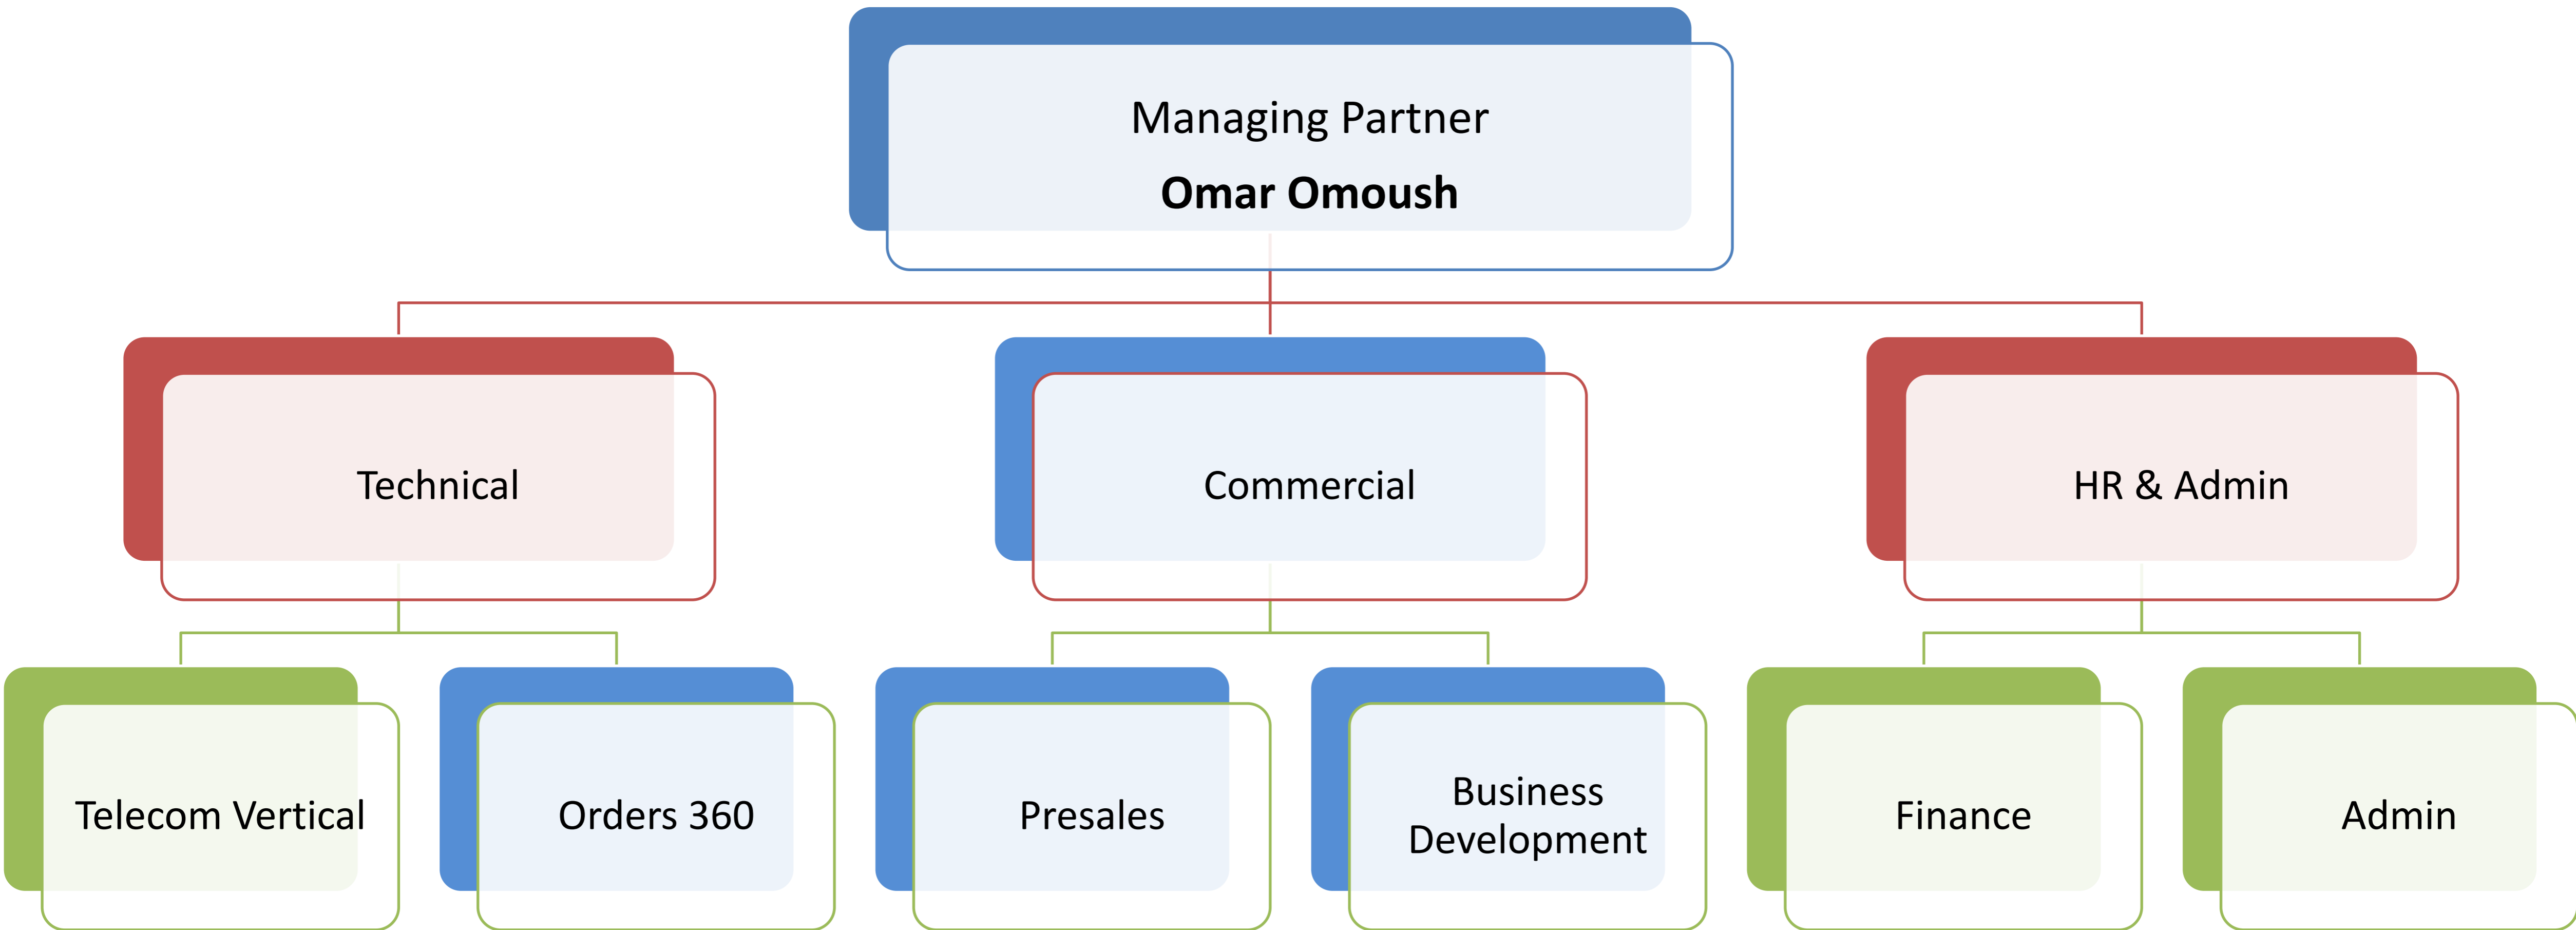 Managing Partner
Omar Omoush
Technical
Commercial
HR & Admin
Telecom Vertical
Orders 360
Presales
Business
Development
Finance
Admin